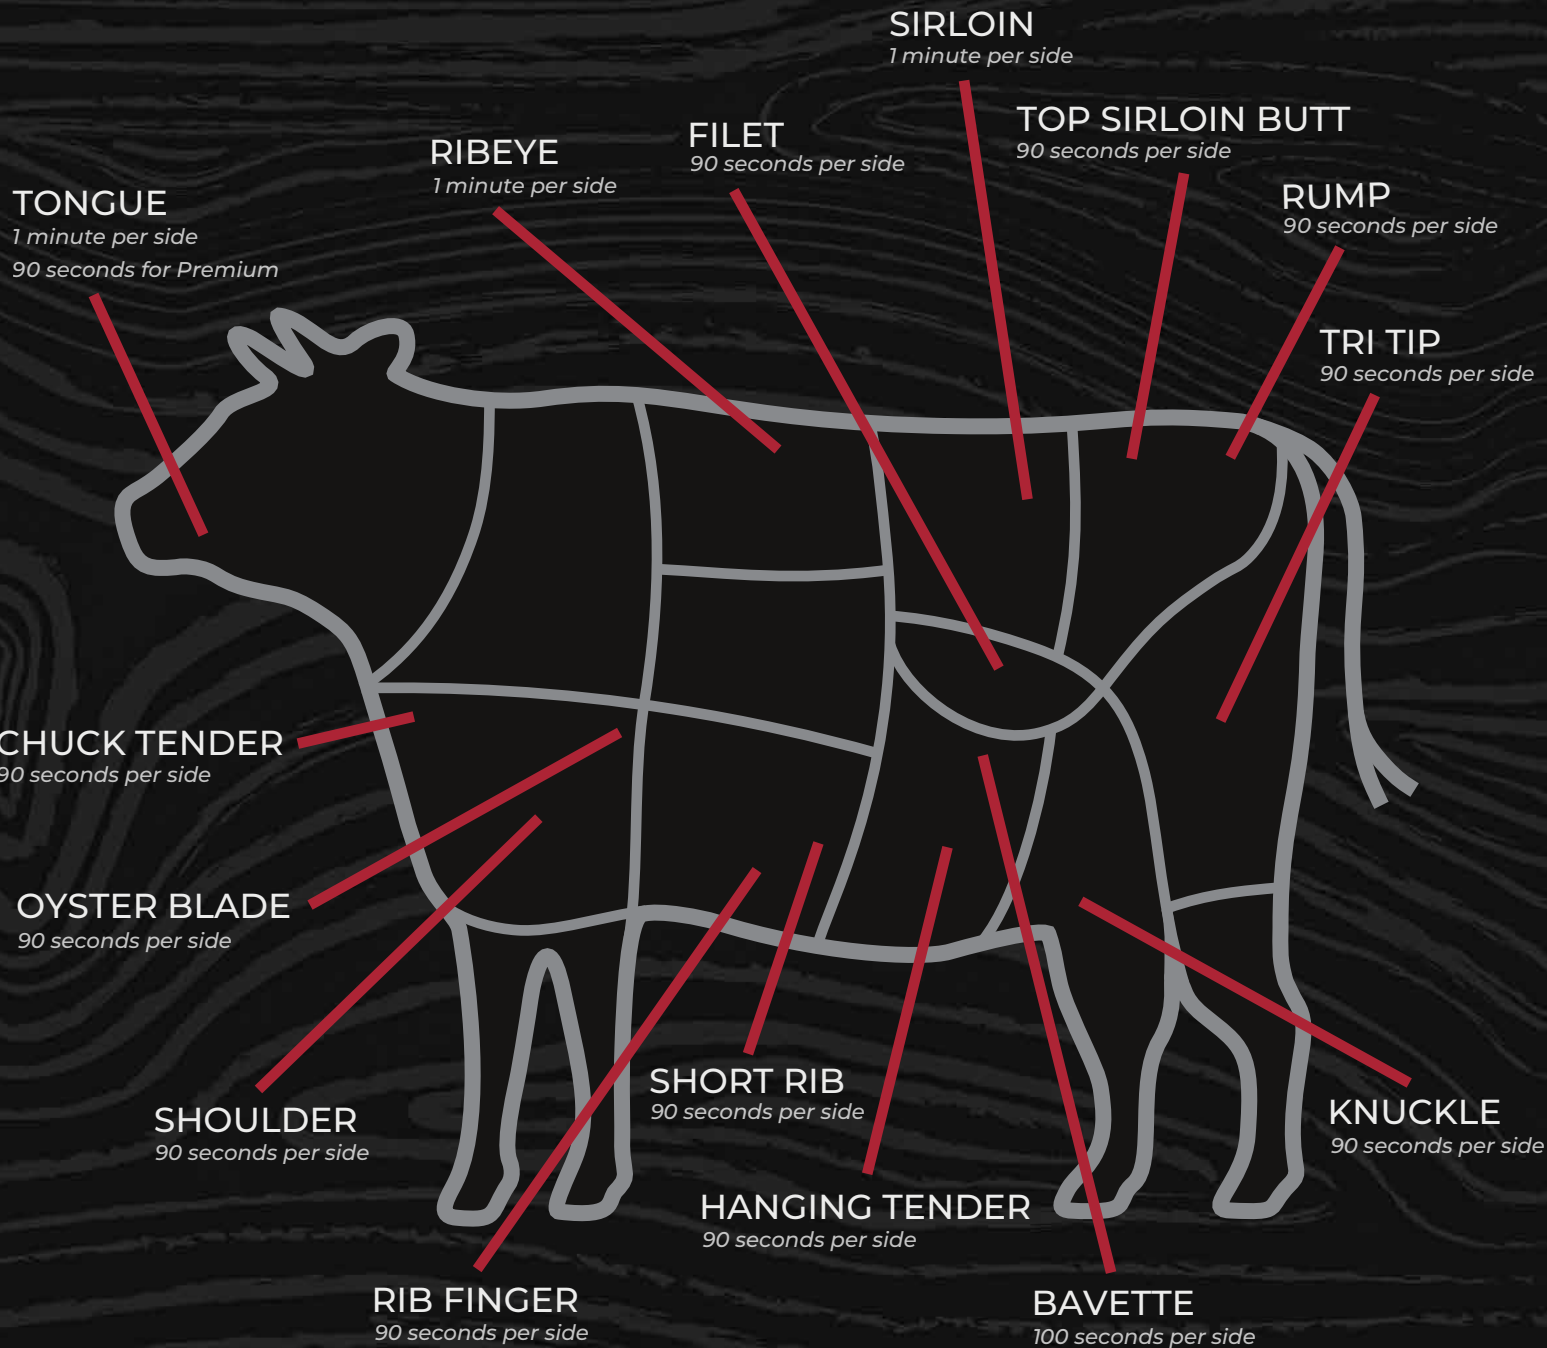 SIRLOIN
1 minute per side
TOP SIRLOIN BUTT
90 seconds per side
FILET
90 seconds per side
RIBEYE
1 minute per side
RUMP
90 seconds per side
TONGUE
1 minute per side
90 seconds for Premium
TRI TIP
90 seconds per side
CHUCK TENDER
90 seconds per side
OYSTER BLADE
90 seconds per side
SHORT RIB
90 seconds per side
SHOULDER
90 seconds per side
KNUCKLE
90 seconds per side
HANGING TENDER
90 seconds per side
RIB FINGER
90 seconds per side
BAVETTE
100 seconds per side